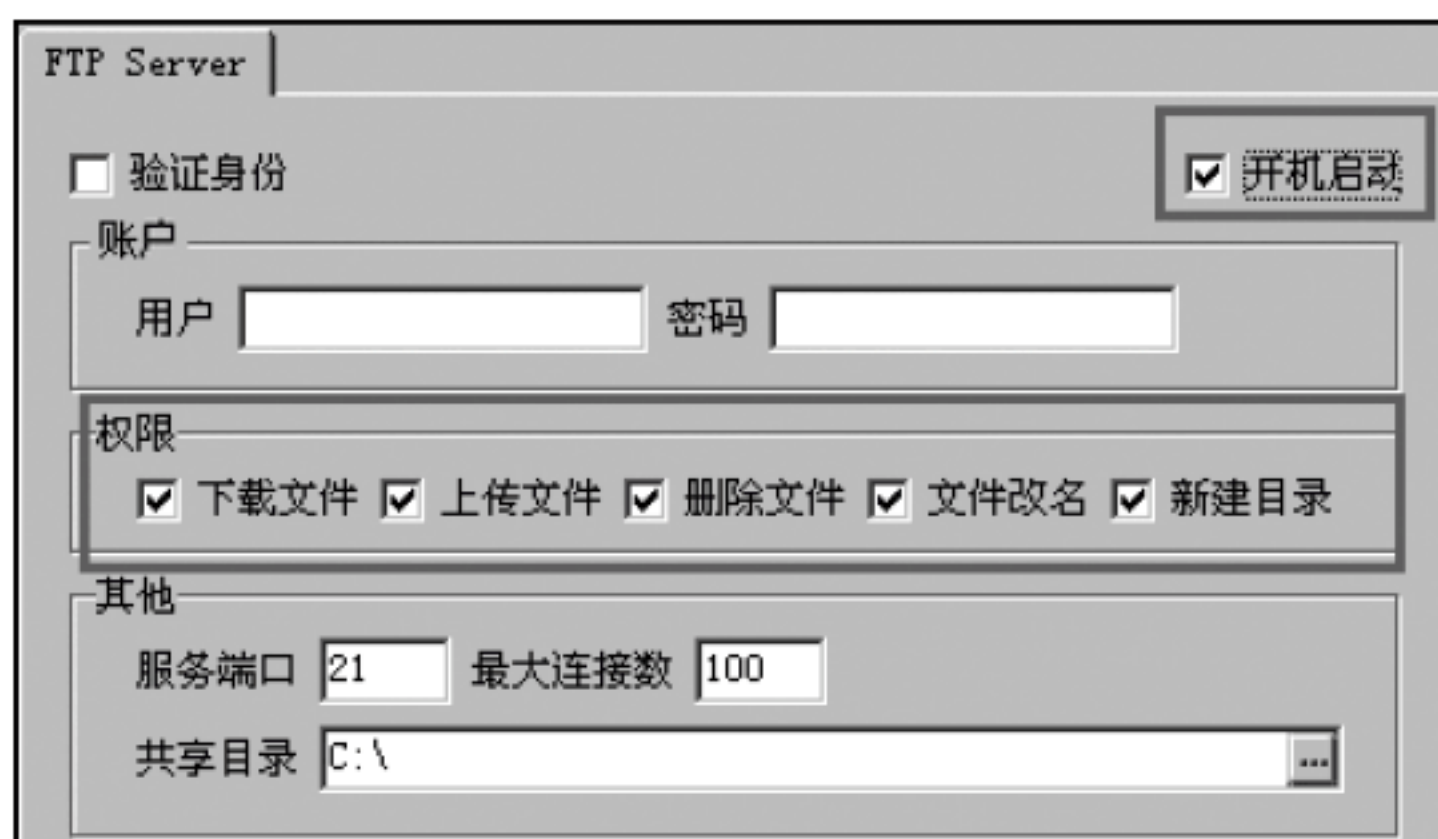 FTP Server
验证身份 开机启动
账户
用户 密码
权限
下载文件 上传文件 删除文件 文件改名 新建目录
其他
服务端口 21 最大连接数 100
共享目录 C:\ ...